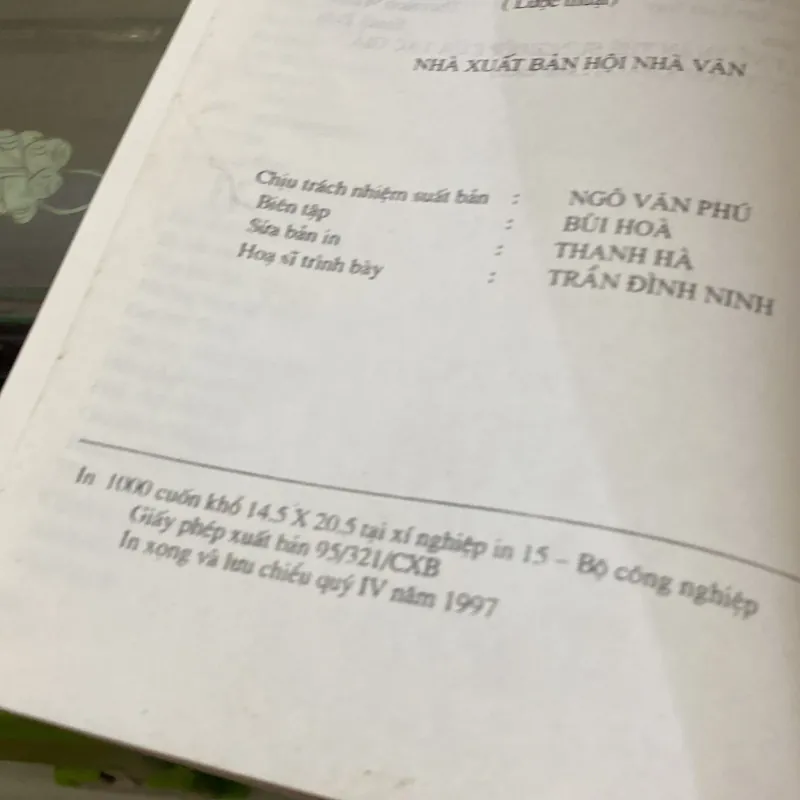 ( Lược thuật)
NHÀ XUẤT BẢN HỘI NHÀ VĂN
Chịu trách nhiệm suất bản : NGÔ VĂN PHÚ
Biên tập : BÙI HOÀ
Sửa bản in : THANH HÀ
Hoạ sĩ trình bày : TRẦN ĐÌNH NINH
In 1000 cuốn khổ 14.5 X 20.5 tại xí nghiệp in 15 – Bộ công nghiệp
Giấy phép xuất bản 95/321/CXB
In xong và lưu chiểu quý IV năm 1997